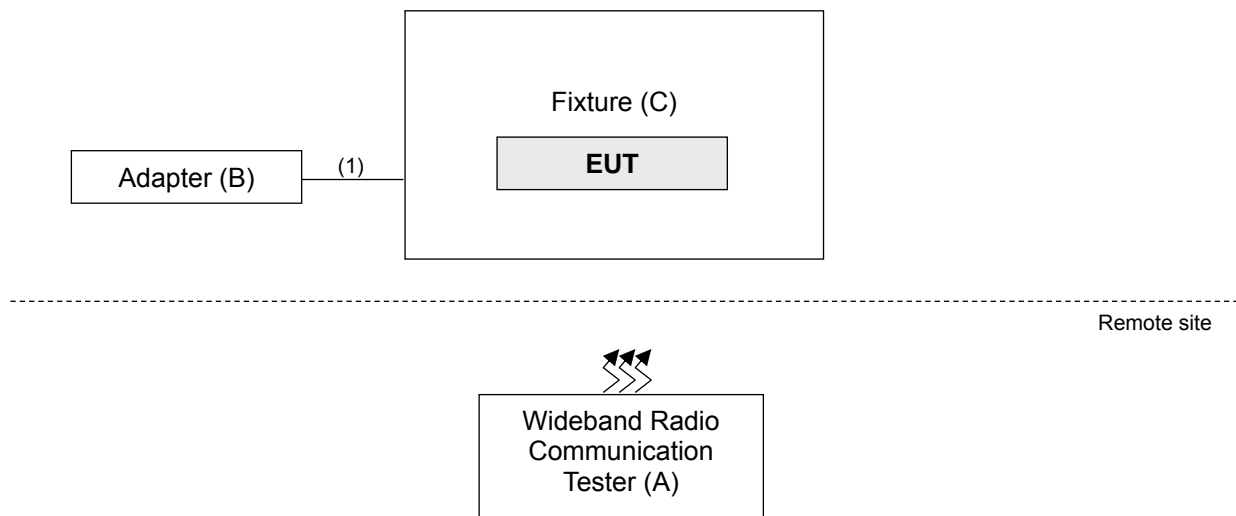 Fixture (C)
EUT
Adapter (B)
(1)
Remote site
Wideband Radio
Communication
Tester (A)